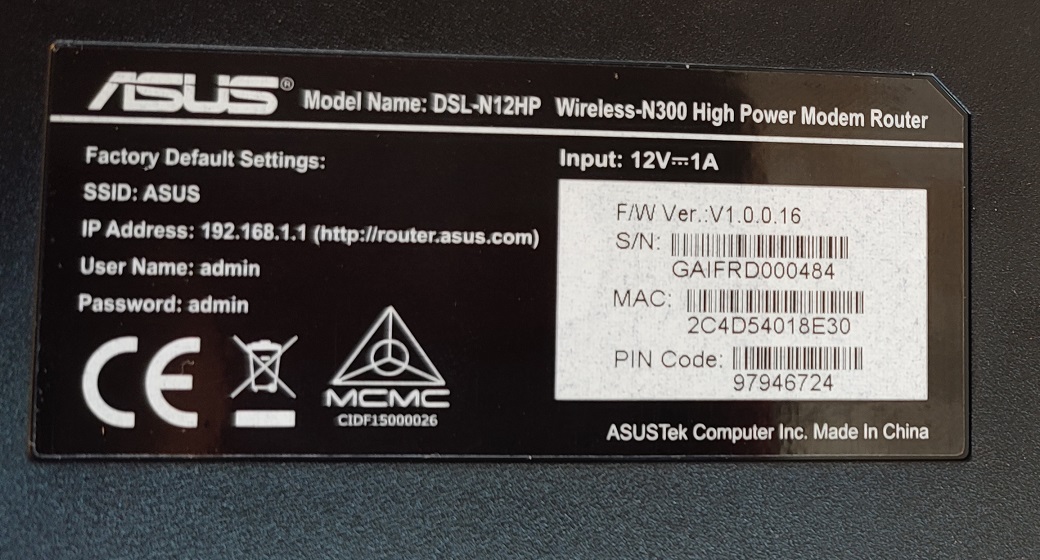 ASUS® Model Name: DSL-N12HP Wireless-N300 High Power Modem Router
Factory Default Settings:
SSID: ASUS
IP Address: 192.168.1.1 (http://router.asus.com)
User Name: admin
Password: admin
CE
MCMC
CIDF15000026
Input: 12V⎓1A
F/W Ver.:V1.0.0.16
S/N:
GAIFRD000484
MAC:
2C4D54018E30
PIN Code:
97946724
ASUSTek Computer Inc. Made In China